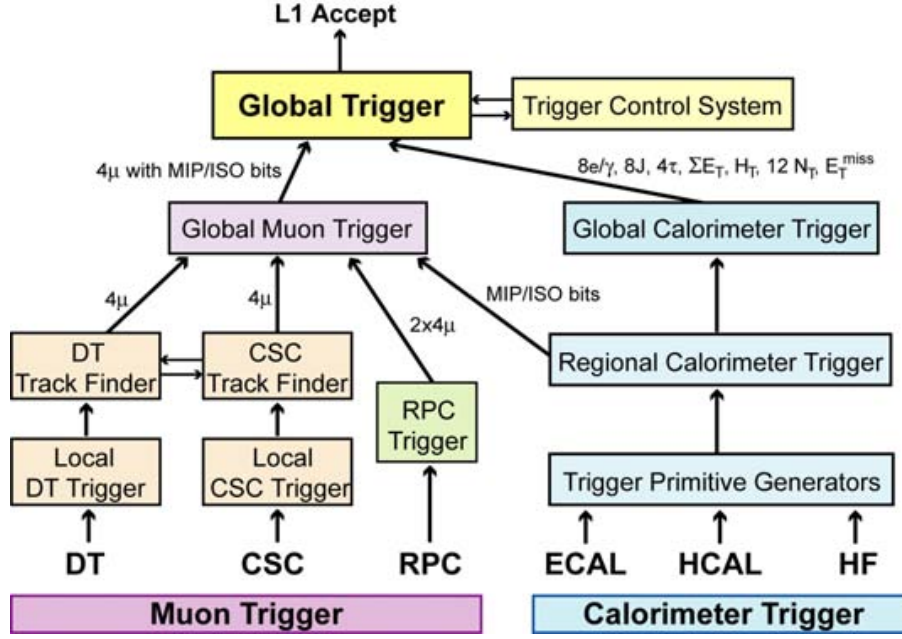 L1 Accept
Global Trigger
Trigger Control System
4μ with MIP/ISO bits
8e/γ, 8J, 4τ, ΣE_T, H_T, 12 N_T, E_T^miss
Global Muon Trigger
Global Calorimeter Trigger
4μ
4μ
2x4μ
MIP/ISO bits
DT
Track Finder
CSC
Track Finder
Regional Calorimeter Trigger
RPC
Trigger
Local
DT Trigger
Local
CSC Trigger
Trigger Primitive Generators
DT
CSC
RPC
ECAL
HCAL
HF
Muon Trigger
Calorimeter Trigger